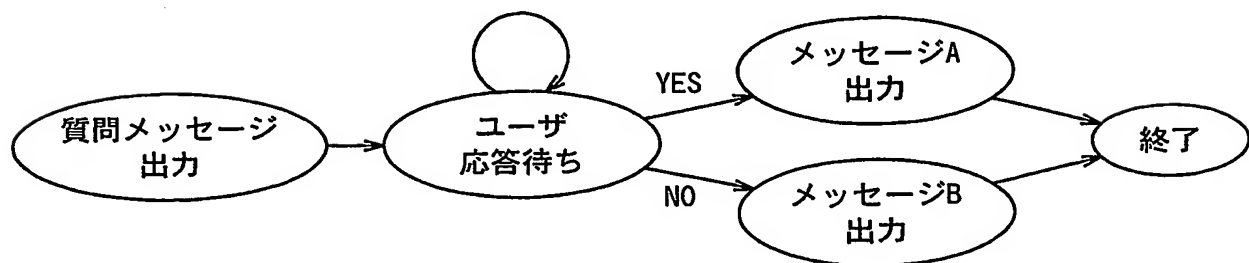 質問メッセージ
出力
ユーザ
応答待ち
YES
NO
メッセージA
出力
メッセージB
出力
終了